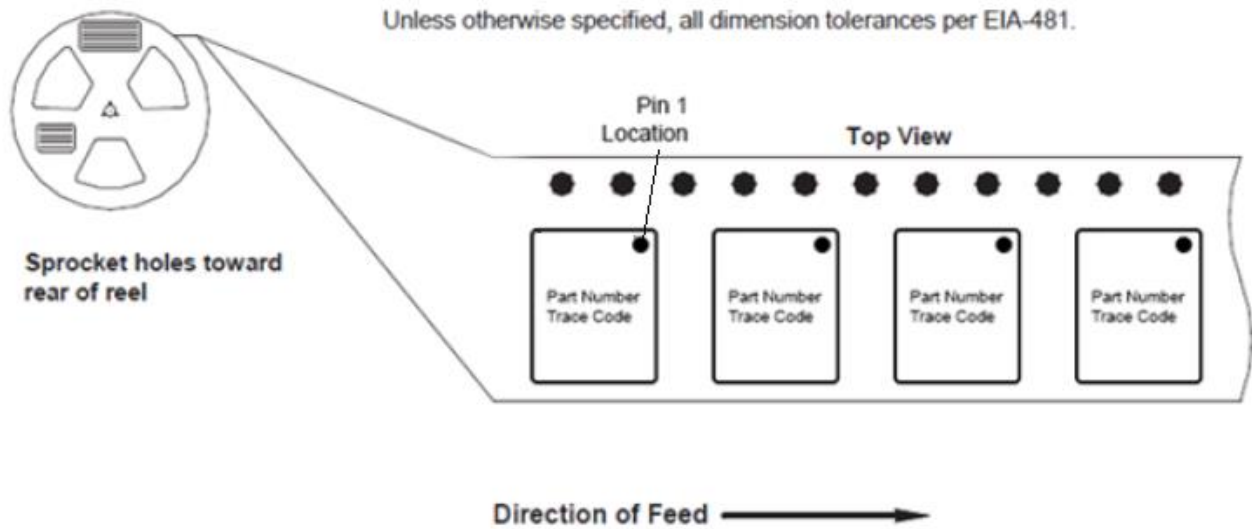 Unless otherwise specified, all dimension tolerances per EIA-481.
Pin 1
Location
Top View
Sprocket holes toward
rear of reel
Part Number
Trace Code
Part Number
Trace Code
Part Number
Trace Code
Part Number
Trace Code
Direction of Feed